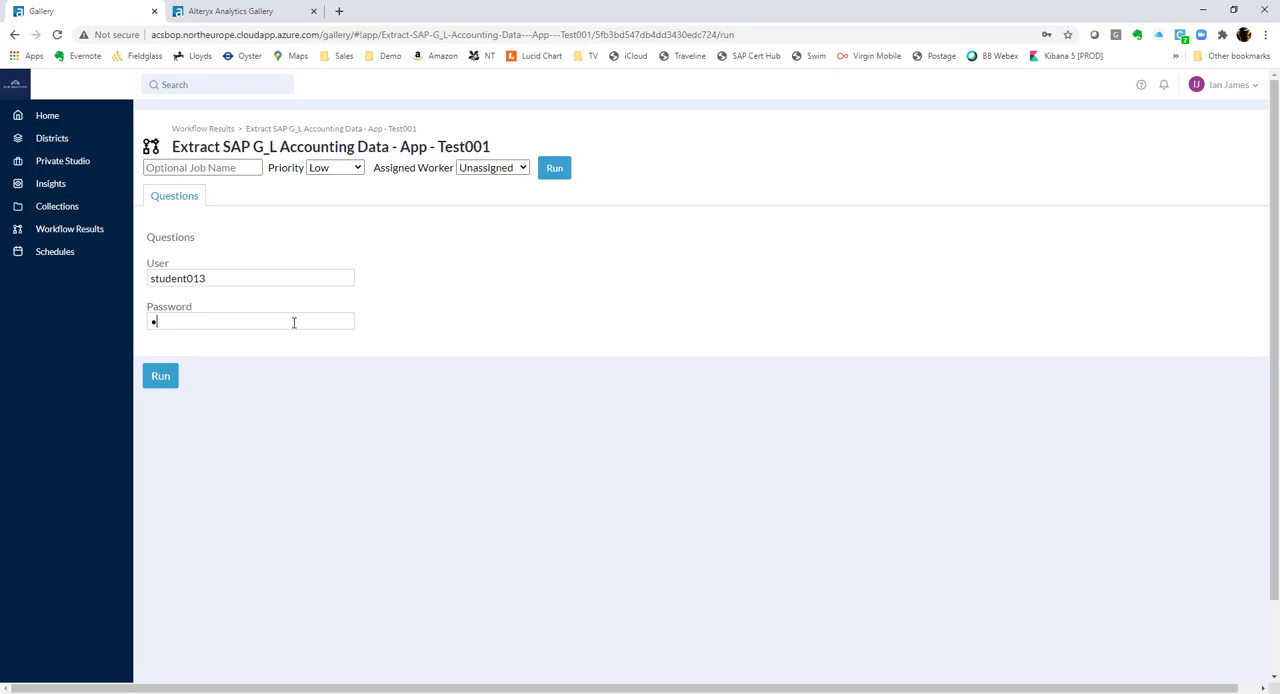 Gallery
Alteryx Analytics Gallery
Not secure | acsbop.northeurope.cloudapp.azure.com/gallery/#!app/Extract-SAP-G_L-Accounting-Data---App---Test001/5fb3bd547db4dd3430edc724/run
Apps Evernote Fieldglass Lloyds Oyster Maps Sales Demo Amazon NT Lucid Chart TV iCloud Traveline SAP Cert Hub Swim Virgin Mobile Postage BB Webex Kibana 5 [PROD] » Other bookmarks
Search
IJ Ian James
Home
Districts
Private Studio
Insights
Collections
Workflow Results
Schedules
Workflow Results > Extract SAP G_L Accounting Data - App - Test001
Extract SAP G_L Accounting Data - App - Test001
Optional Job Name Priority Low Assigned Worker Unassigned Run
Questions
Questions
User
student013
Password
Run